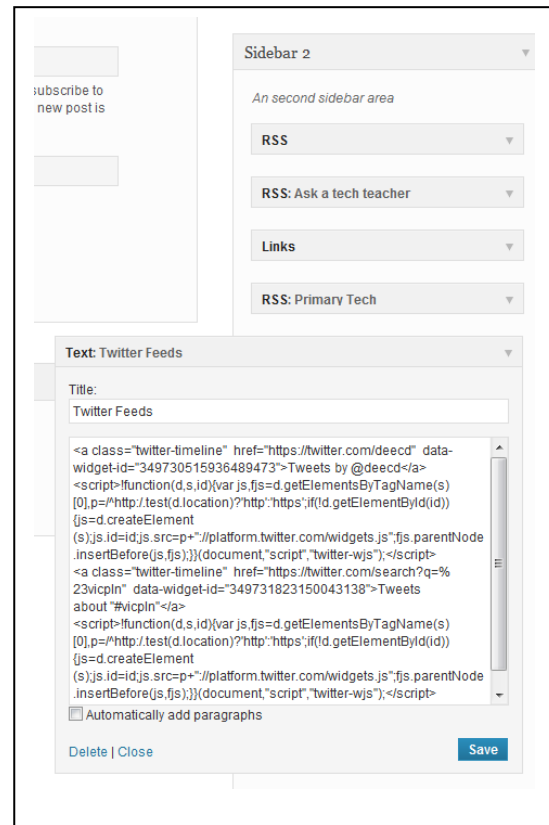 Sidebar 2
subscribe to
new post is
An second sidebar area
RSS
RSS: Ask a tech teacher
Links
RSS: Primary Tech
Text: Twitter Feeds
Title:
Twitter Feeds
<a class="twitter-timeline"  href="https://twitter.com/deecd"  data-
widget-id="349730515936489473">Tweets by @deecd</a>
<script>!function(d,s,id){var js,fjs=d.getElementsByTagName(s)
[0],p=/^http:/.test(d.location)?'http':'https';if(!d.getElementById(id))
{js=d.createElement
(s);js.id=id;js.src=p+"://platform.twitter.com/widgets.js";fjs.parentNode
.insertBefore(js,fjs);}}(document,"script","twitter-wjs");</script>
<a class="twitter-timeline"  href="https://twitter.com/search?q=%
23vicpln"  data-widget-id="349731823150043138">Tweets
about "#vicpln"</a>
<script>!function(d,s,id){var js,fjs=d.getElementsByTagName(s)
[0],p=/^http:/.test(d.location)?'http':'https';if(!d.getElementById(id))
{js=d.createElement
(s);js.id=id;js.src=p+"://platform.twitter.com/widgets.js";fjs.parentNode
.insertBefore(js,fjs);}}(document,"script","twitter-wjs");</script>
Automatically add paragraphs
Delete | Close
Save